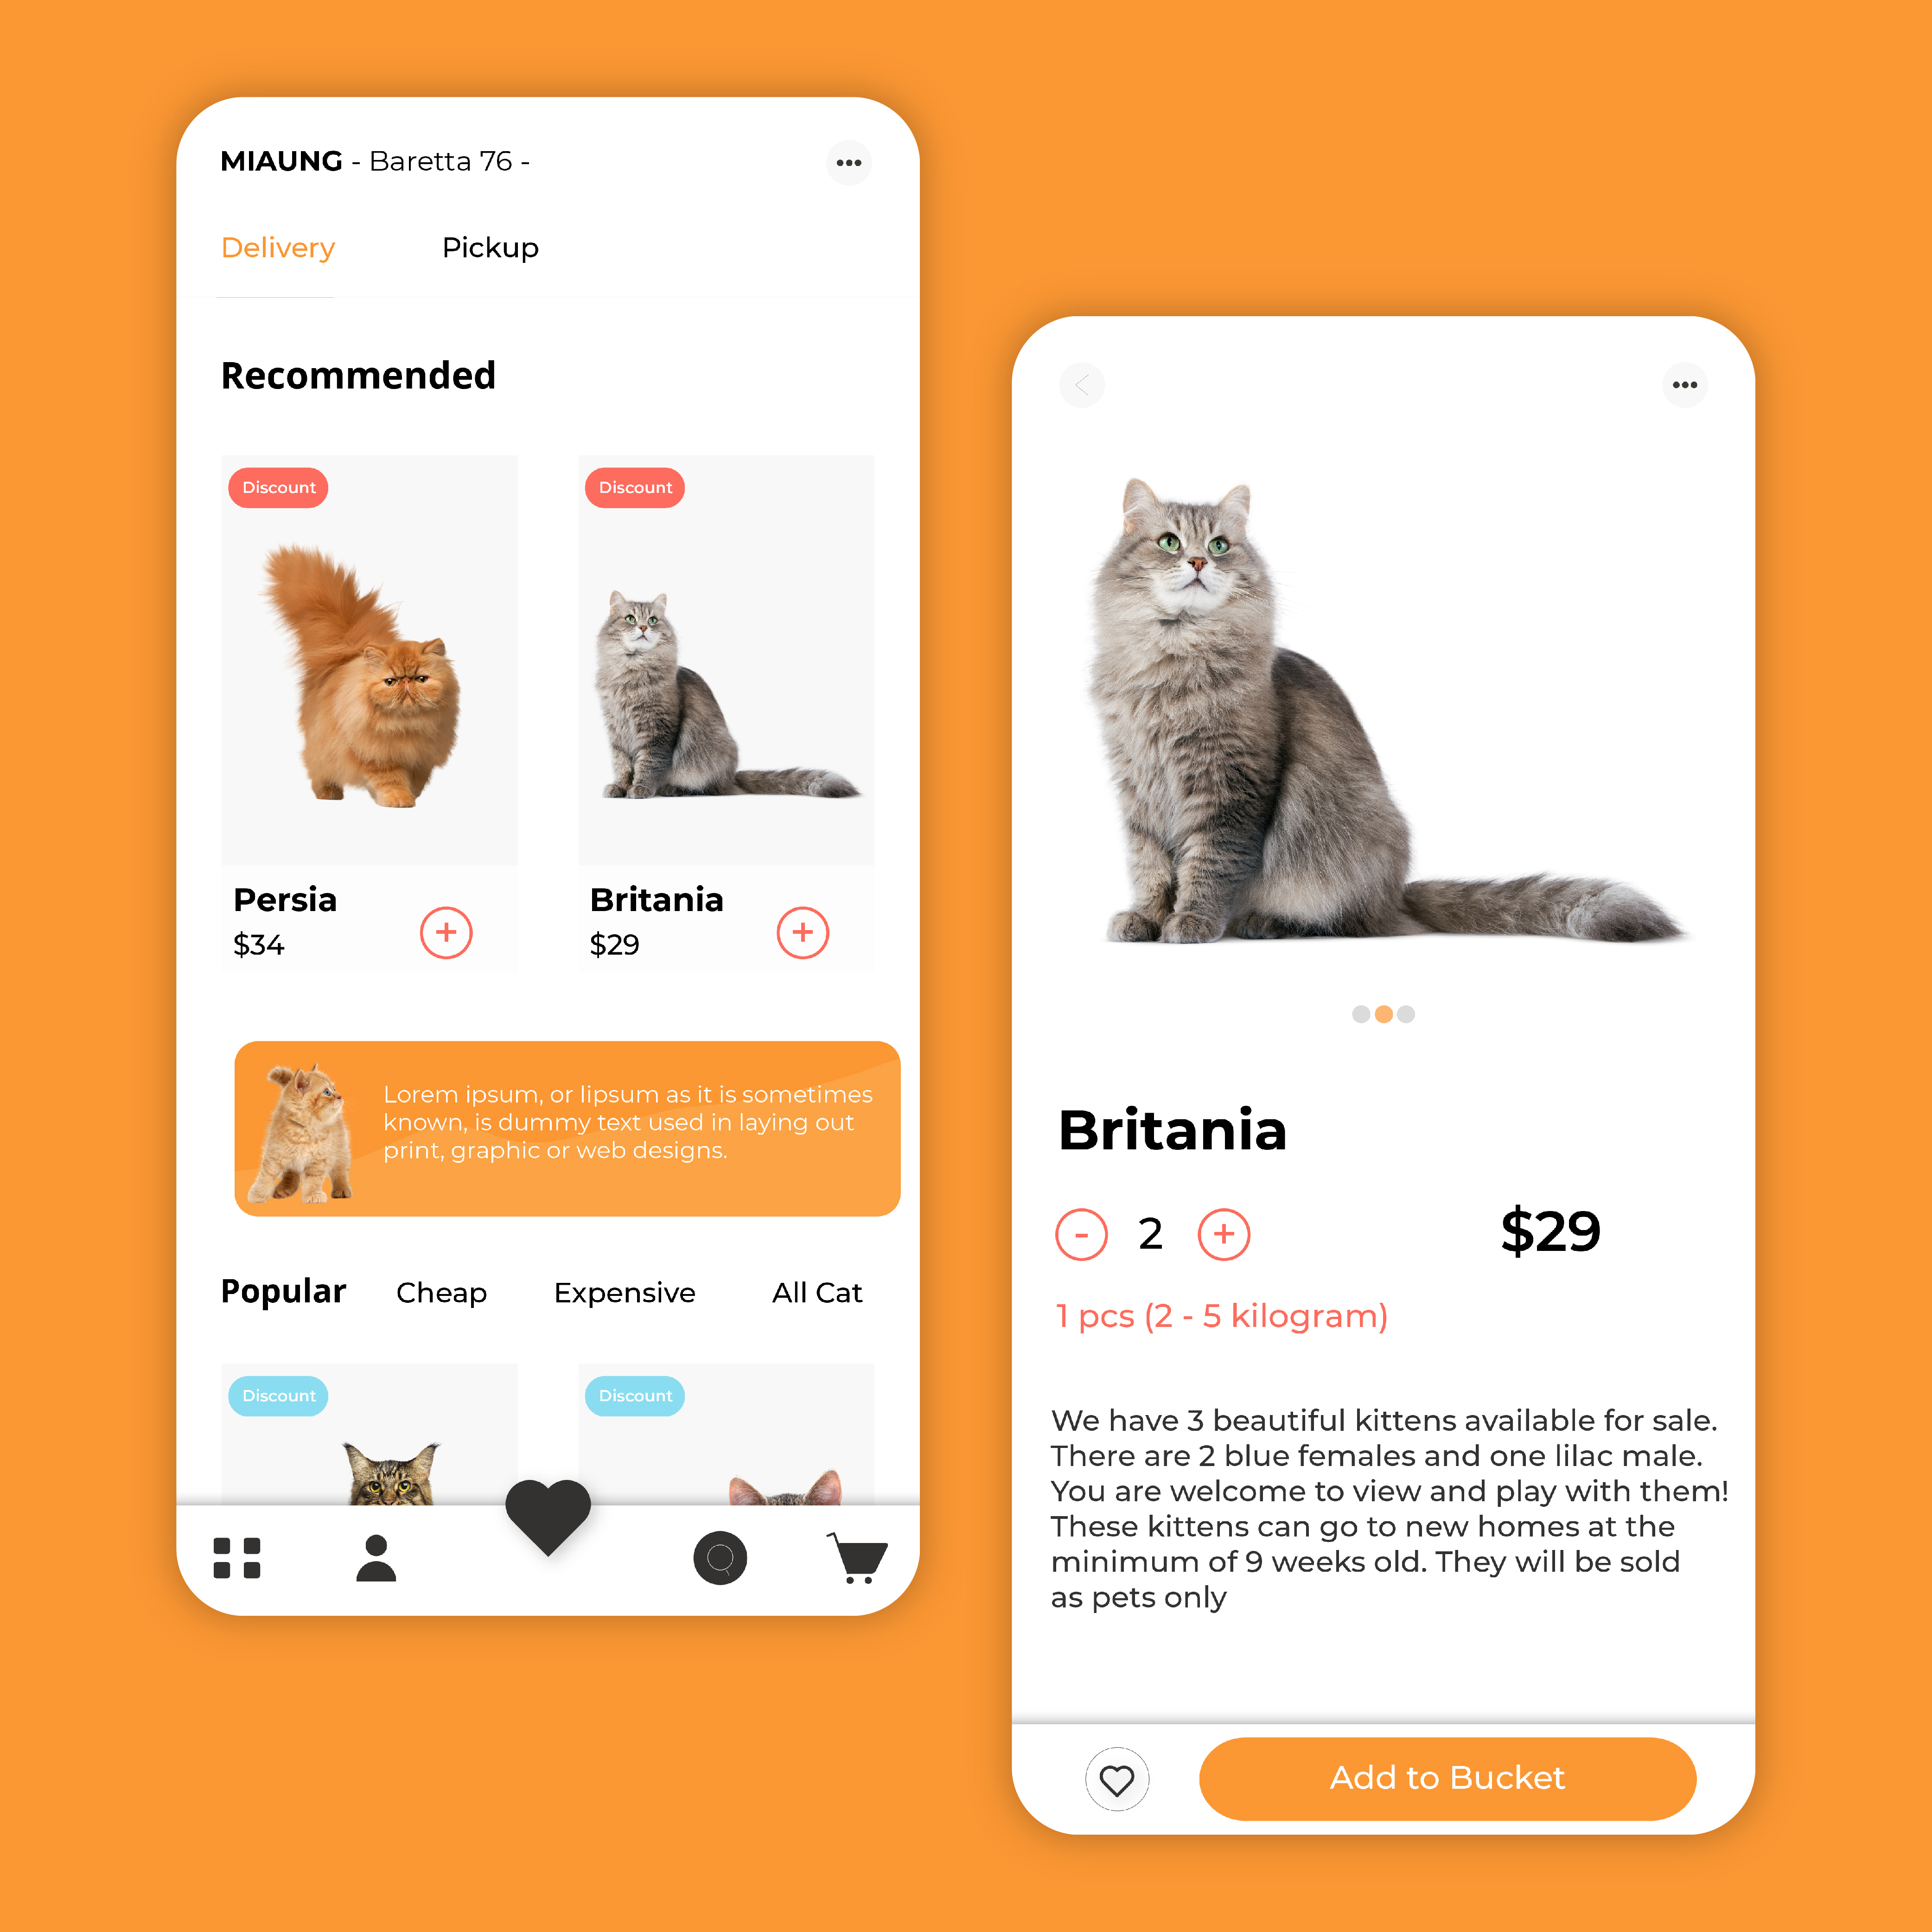 MIAUNG - Baretta 76 -
Delivery Pickup
Recommended
Discount Discount
Persia Britania
$34 $29
Lorem ipsum, or lipsum as it is sometimes
known, is dummy text used in laying out
print, graphic or web designs.
Popular Cheap Expensive All Cat
Discount Discount
Britania
- 2 + $29
1 pcs (2 - 5 kilogram)
We have 3 beautiful kittens available for sale.
There are 2 blue females and one lilac male.
You are welcome to view and play with them!
These kittens can go to new homes at the
minimum of 9 weeks old. They will be sold
as pets only
Add to Bucket